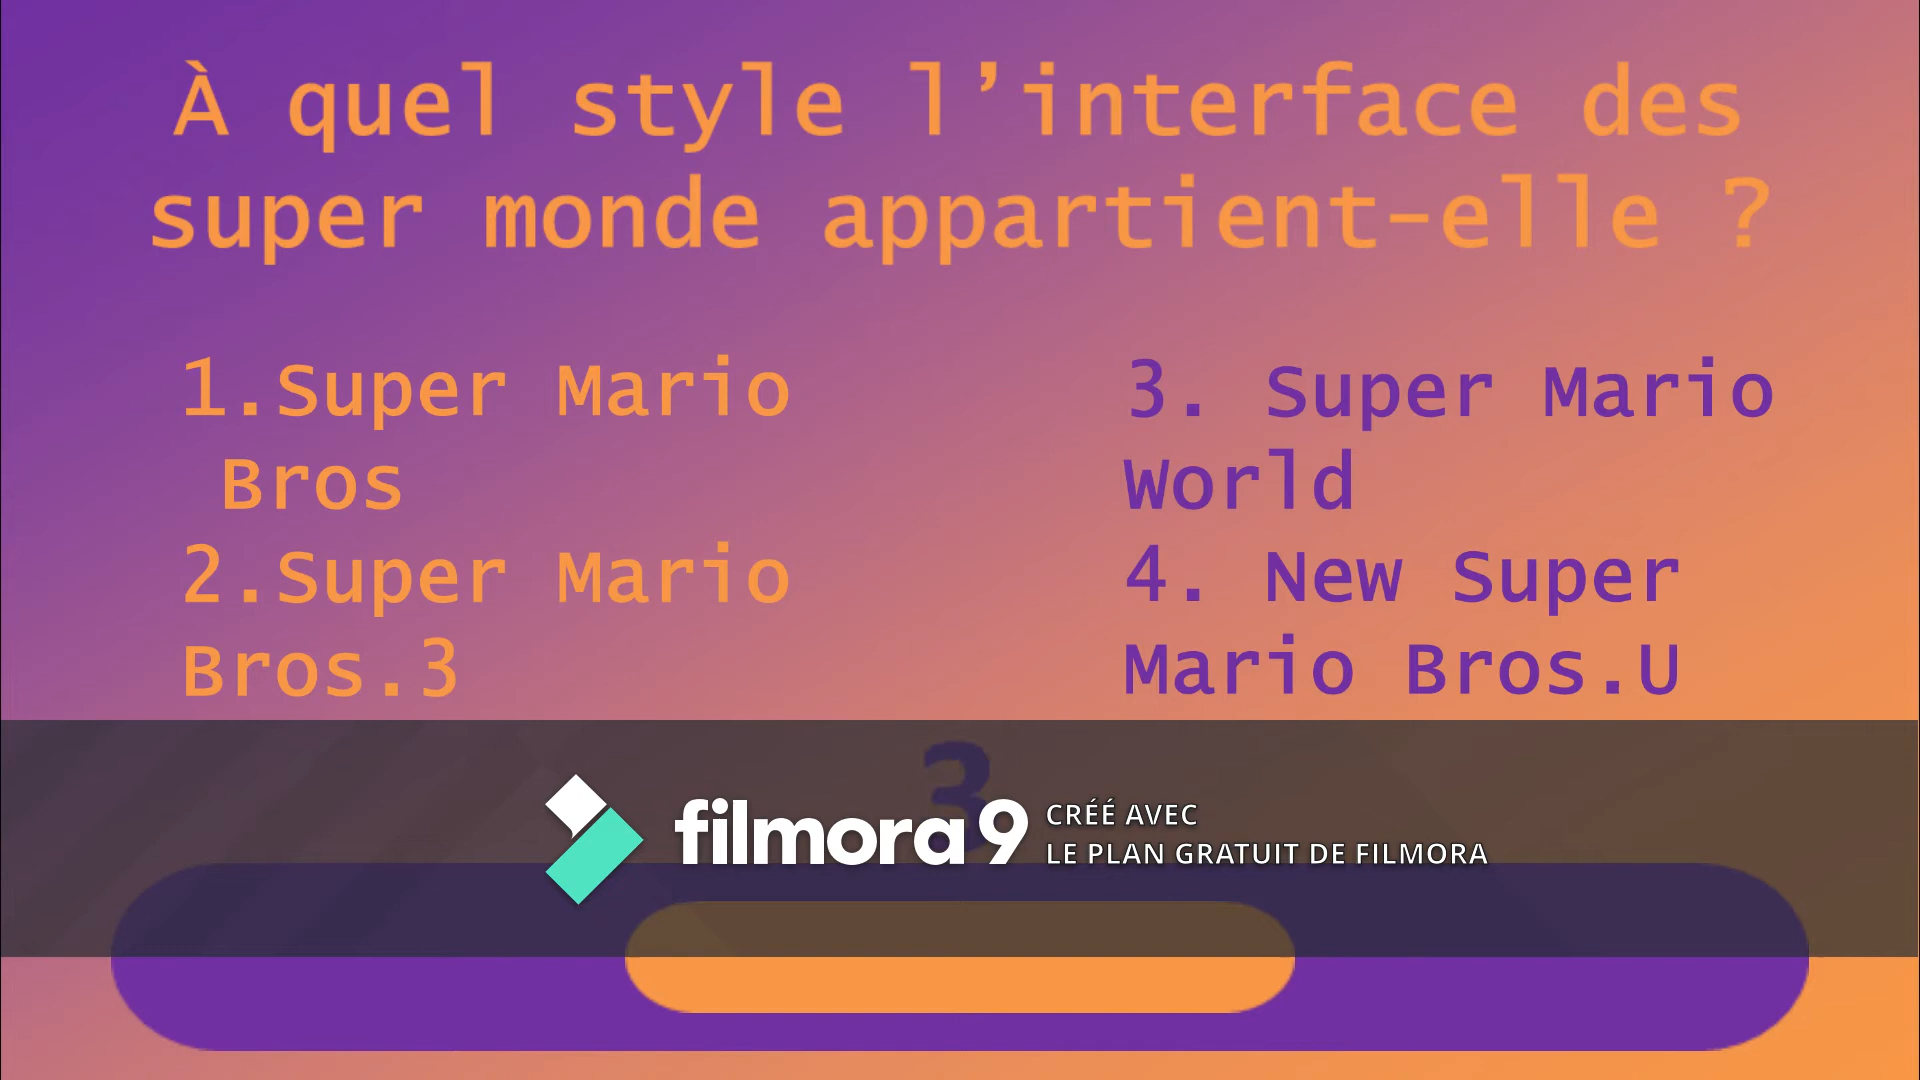 À quel style l’interface des
super monde appartient-elle ?
1.Super Mario
Bros
2.Super Mario
Bros.3
3. Super Mario
World
4. New Super
Mario Bros.U
3
filmora9
CRÉÉ AVEC
LE PLAN GRATUIT DE FILMORA